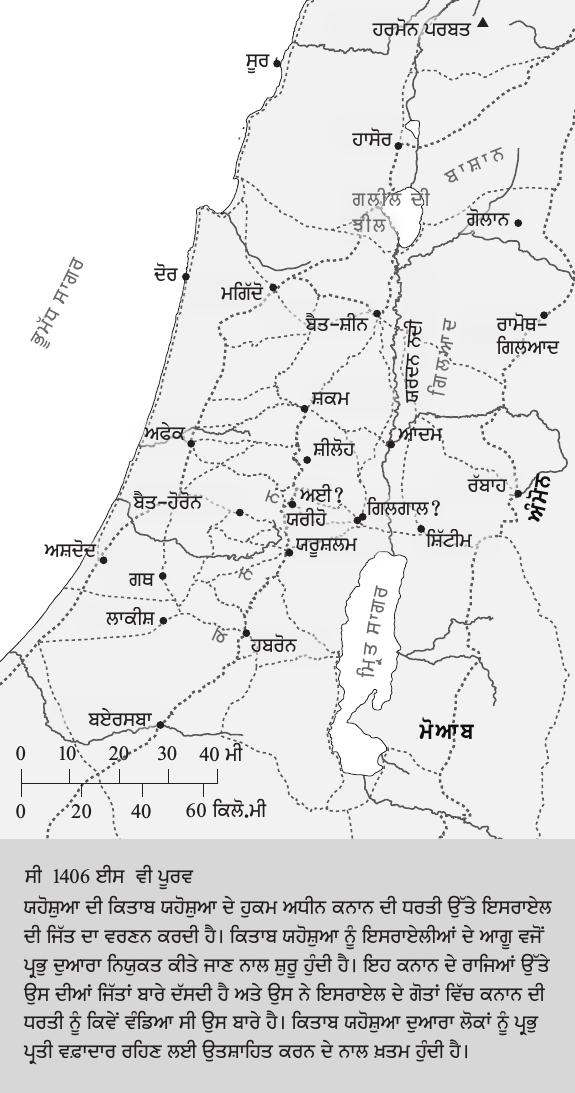 ਹਰਮੋਨ ਪਰਬਤ
ਸੂਰ
ਹਾਸੋਰ
ਬਾਸ਼ਾਨ
ਗਲੀਲ ਦੀ
ਝੀਲ
ਗੋਲਾਨ
ਭੂਮੱਧ ਸਾਗਰ
ਦੋਰ
ਮਗਿੱਦੋ
ਬੈਤ-ਸ਼ੀਨ
ਯਰਦਨ ਨਦੀ
ਗਿਲਆਦ
ਰਾਮੋਥ-
ਗਿਲਆਦ
ਸ਼ਕਮ
ਅਫੇਕ
ਆਦਮ
ਸ਼ੀਲੋਹ
ਰੱਬਾਹ
ਅੰਮੋਨ
ਅਈ?
ਬੈਤ-ਹੋਰੋਨ
ਯਰੀਹੋ
ਗਿਲਗਾਲ?
ਸ਼ਿੱਟੀਮ
ਯਰੂਸ਼ਲਮ
ਅਸ਼ਦੋਦ
ਗਥ
ਲਾਕੀਸ਼
ਹਬਰੋਨ
ਮ੍ਰਿਤ ਸਾਗਰ
ਬਏਰਸਬਾ
ਮੋਆਬ
0 10 20 30 40 ਮੀ
0 20 40 60 ਕਿਲੋ.ਮੀ
ਸੀ 1406 ਈਸ ਵੀ ਪੂਰਵ
ਯਹੋਸ਼ੁਆ ਦੀ ਕਿਤਾਬ ਯਹੋਸ਼ੁਆ ਦੇ ਹੁਕਮ ਅਧੀਨ ਕਨਾਨ ਦੀ ਧਰਤੀ ਉੱਤੇ ਇਸਰਾਏਲ
ਦੀ ਜਿੱਤ ਦਾ ਵਰਣਨ ਕਰਦੀ ਹੈ। ਕਿਤਾਬ ਯਹੋਸ਼ੁਆ ਨੂੰ ਇਸਰਾਏਲੀਆਂ ਦੇ ਆਗੂ ਵਜੋਂ
ਪ੍ਰਭੁ ਦੁਆਰਾ ਨਿਯੁਕਤ ਕੀਤੇ ਜਾਣ ਨਾਲ ਸ਼ੁਰੂ ਹੁੰਦੀ ਹੈ। ਇਹ ਕਨਾਨ ਦੇ ਰਾਜਿਆਂ ਉੱਤੇ
ਉਸ ਦੀਆਂ ਜਿੱਤਾਂ ਬਾਰੇ ਦੱਸਦੀ ਹੈ ਅਤੇ ਉਸ ਨੇ ਇਸਰਾਏਲ ਦੇ ਗੋਤਾਂ ਵਿੱਚ ਕਨਾਨ ਦੀ
ਧਰਤੀ ਨੂੰ ਕਿਵੇਂ ਵੰਡਿਆ ਸੀ ਉਸ ਬਾਰੇ ਹੈ। ਕਿਤਾਬ ਯਹੋਸ਼ੁਆ ਦੁਆਰਾ ਲੋਕਾਂ ਨੂੰ ਪ੍ਰਭੁ
ਪ੍ਰਤੀ ਵਫ਼ਾਦਾਰ ਰਹਿਣ ਲਈ ਉਤਸ਼ਾਹਿਤ ਕਰਨ ਦੇ ਨਾਲ ਖ਼ਤਮ ਹੁੰਦੀ ਹੈ।